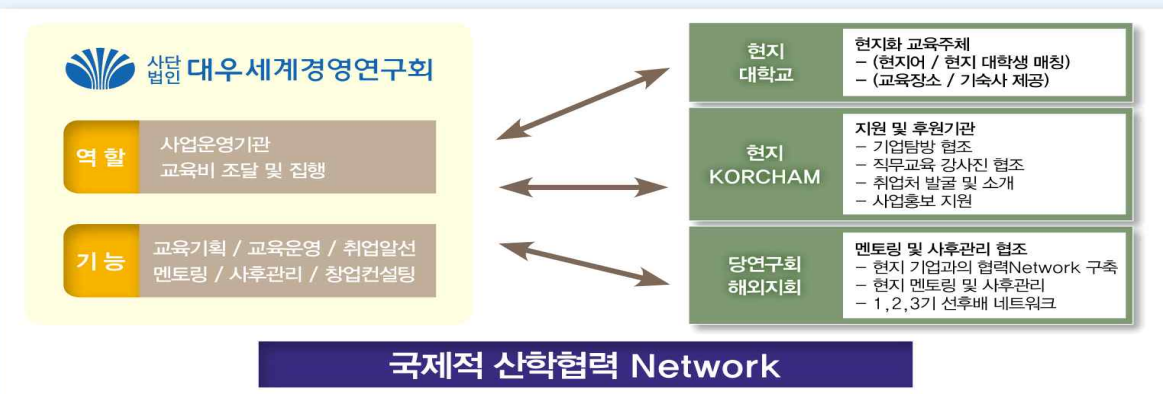 사단
법인 대우세계경영연구회
역 할
사업운영기관
교육비 조달 및 집행
기 능
교육기획 / 교육운영 / 취업알선
멘토링 / 사후관리 / 창업컨설팅
현지
대학교
현지화 교육주체
– (현지어 / 현지 대학생 매칭)
– (교육장소 / 기숙사 제공)
현지
KORCHAM
지원 및 후원기관
– 기업탐방 협조
– 직무교육 강사진 협조
– 취업처 발굴 및 소개
– 사업홍보 지원
당연구회
해외지회
멘토링 및 사후관리 협조
– 현지 기업과의 협력Network 구축
– 현지 멘토링 및 사후관리
– 1,2,3기 선후배 네트워크
국제적 산학협력 Network